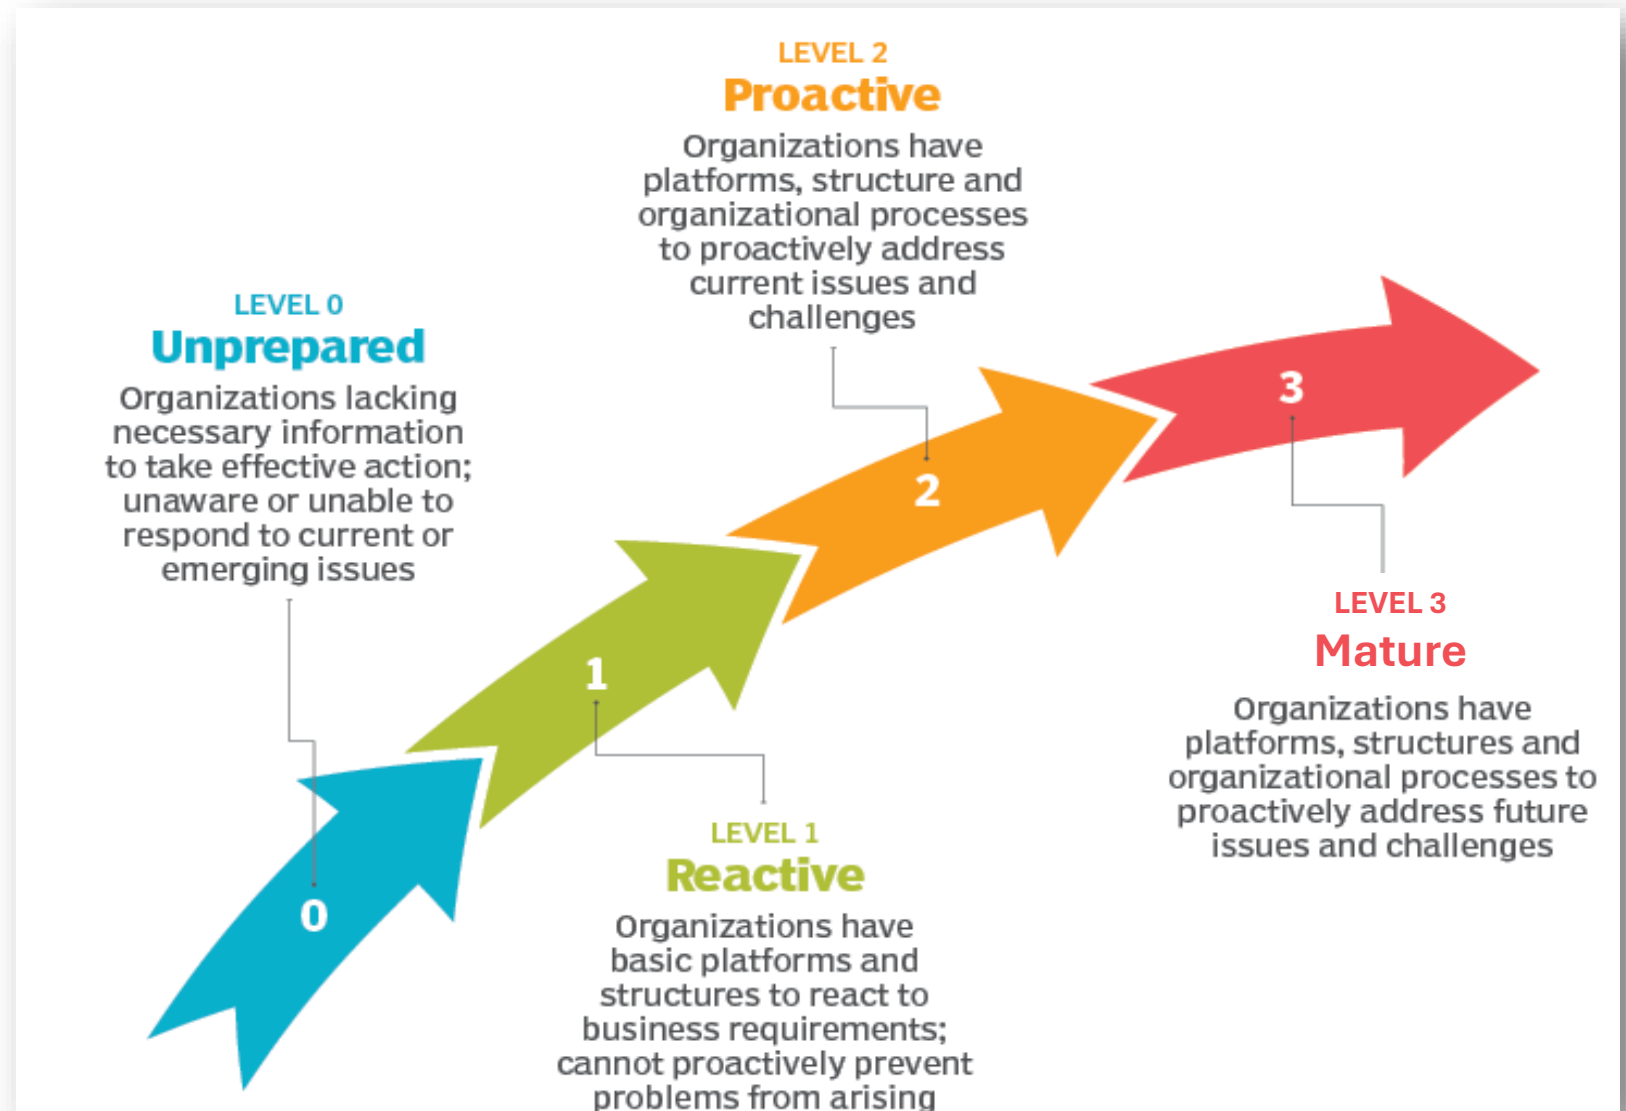 LEVEL 2
Proactive
Organizations have
platforms, structure and
organizational processes
to proactively address
current issues and
challenges
LEVEL 0
Unprepared
Organizations lacking
necessary information
to take effective action;
unaware or unable to
respond to current or
emerging issues
3
2
1
0
LEVEL 3
Mature
Organizations have
platforms, structures and
organizational processes to
proactively address future
issues and challenges
LEVEL 1
Reactive
Organizations have
basic platforms and
structures to react to
business requirements;
cannot proactively prevent
problems from arising